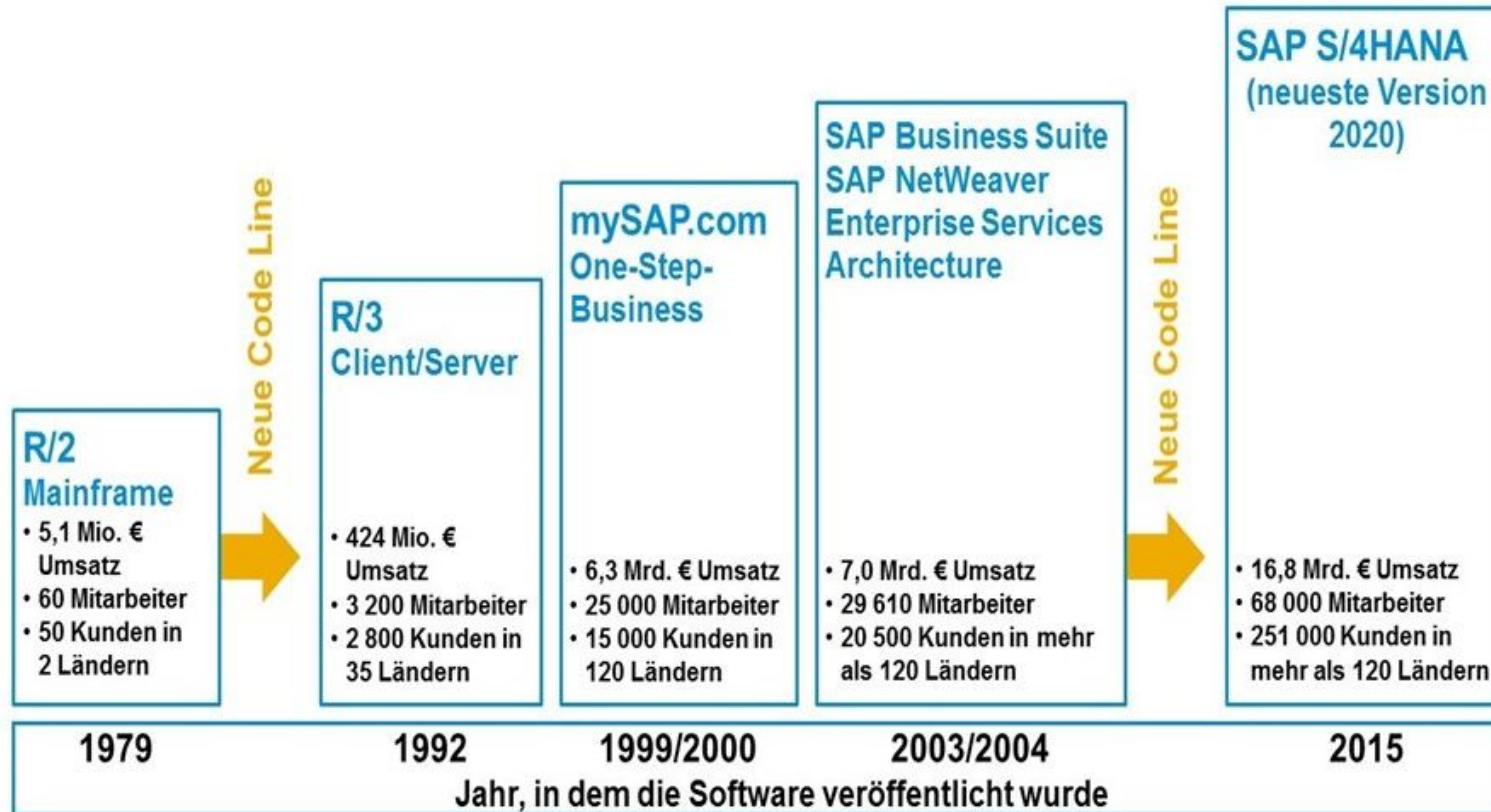 R/2
Mainframe
• 5,1 Mio. €
Umsatz
• 60 Mitarbeiter
• 50 Kunden in
2 Ländern
Neue Code Line
R/3
Client/Server
• 424 Mio. €
Umsatz
• 3 200 Mitarbeiter
• 2 800 Kunden in
35 Ländern
mySAP.com
One-Step-
Business
• 6,3 Mrd. € Umsatz
• 25 000 Mitarbeiter
• 15 000 Kunden in
120 Ländern
SAP Business Suite
SAP NetWeaver
Enterprise Services
Architecture
• 7,0 Mrd. € Umsatz
• 29 610 Mitarbeiter
• 20 500 Kunden in mehr
als 120 Ländern
Neue Code Line
SAP S/4HANA
(neueste Version
2020)
• 16,8 Mrd. € Umsatz
• 68 000 Mitarbeiter
• 251 000 Kunden in
mehr als 120 Ländern
1979 1992 1999/2000 2003/2004 2015
Jahr, in dem die Software veröffentlicht wurde